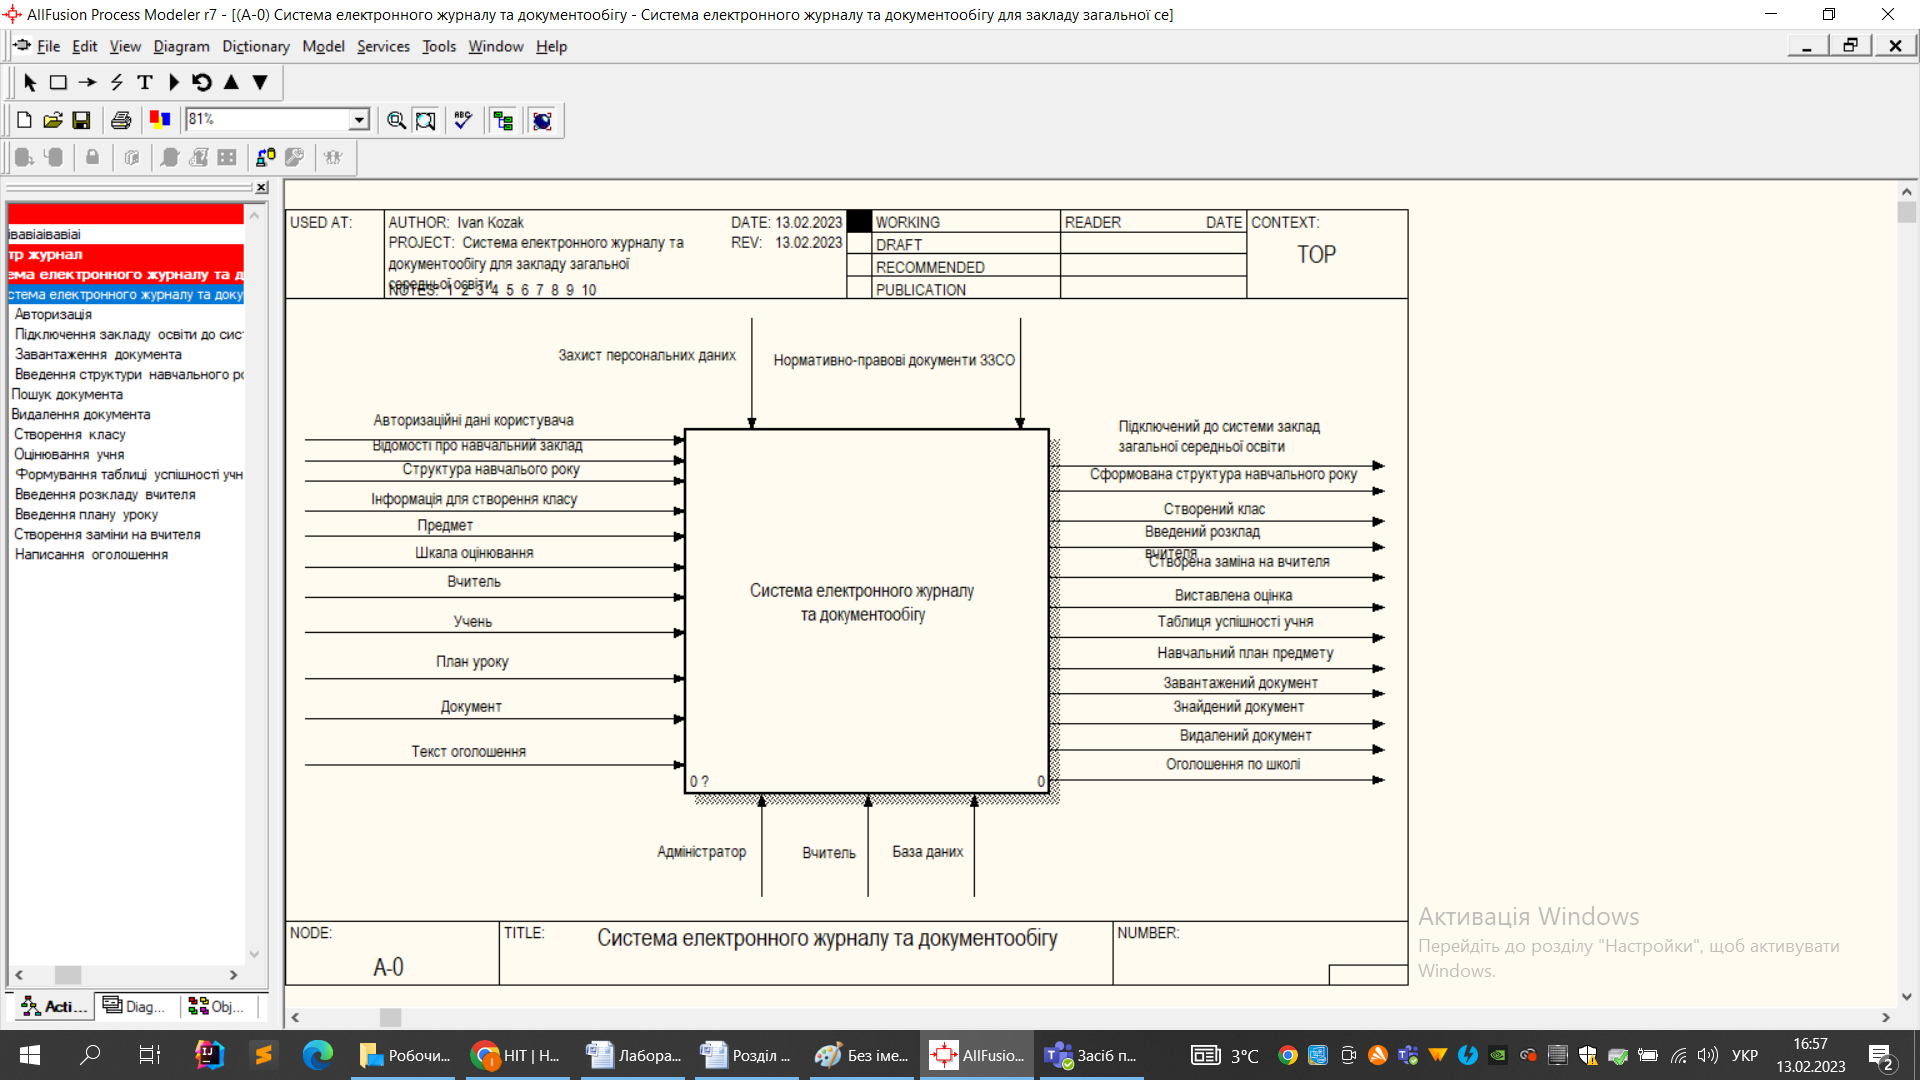 AllFusion Process Modeler r7 - [(A-0) Система електронного журналу та документообігу - Система електронного журналу та документообігу для закладу загальної се]
File Edit View Diagram Dictionary Model Services Tools Window Help
T
81%
ABC
івавіаівавіаі
тр журнал
ема електронного журналу та д
стема електронного журналу та доку
Авторизація
Підключення закладу освіти до сис
Завантаження документа
Введення структури навчального ро
Пошук документа
Видалення документа
Створення класу
Оцінювання учня
Формування таблиці успішності учн
Введення розкладу вчителя
Введення плану уроку
Створення заміни на вчителя
Написання оголошення
Acti... Diag... Obj...
USED AT:
AUTHOR: Ivan Kozak
DATE: 13.02.2023
PROJECT: Система електронного журналу та
REV: 13.02.2023
документообігу для закладу загальної
середньої освіти
NOTES: 1 2 3 4 5 6 7 8 9 10
WORKING
DRAFT
RECOMMENDED
PUBLICATION
READER DATE
CONTEXT:
TOP
Захист персональних даних
Нормативно-правові документи ЗЗСО
Авторизаційні дані користувача
Відомості про навчальний заклад
Структура навчального року
Інформація для створення класу
Предмет
Шкала оцінювання
Вчитель
Учень
План уроку
Документ
Текст оголошення
Система електронного журналу
та документообігу
0 ?
0
Підключений до системи заклад
загальної середньої освіти
Сформована структура навчального року
Створений клас
Введений розклад
вчителя
Створена заміна на вчителя
Виставлена оцінка
Таблиця успішності учня
Навчальний план предмету
Завантажений документ
Знайдений документ
Видалений документ
Оголошення по школі
Адміністратор
Вчитель
База даних
NODE:
A-0
TITLE:
Система електронного журналу та документообігу
NUMBER:
Активація Windows
Перейдіть до розділу "Настройки", щоб активувати
Windows.
Робочи...
НІТ | Н...
Лабора...
Розділ ...
Без іме...
AllFusio...
Засіб п...
3°C
УКР
16:57
13.02.2023
2